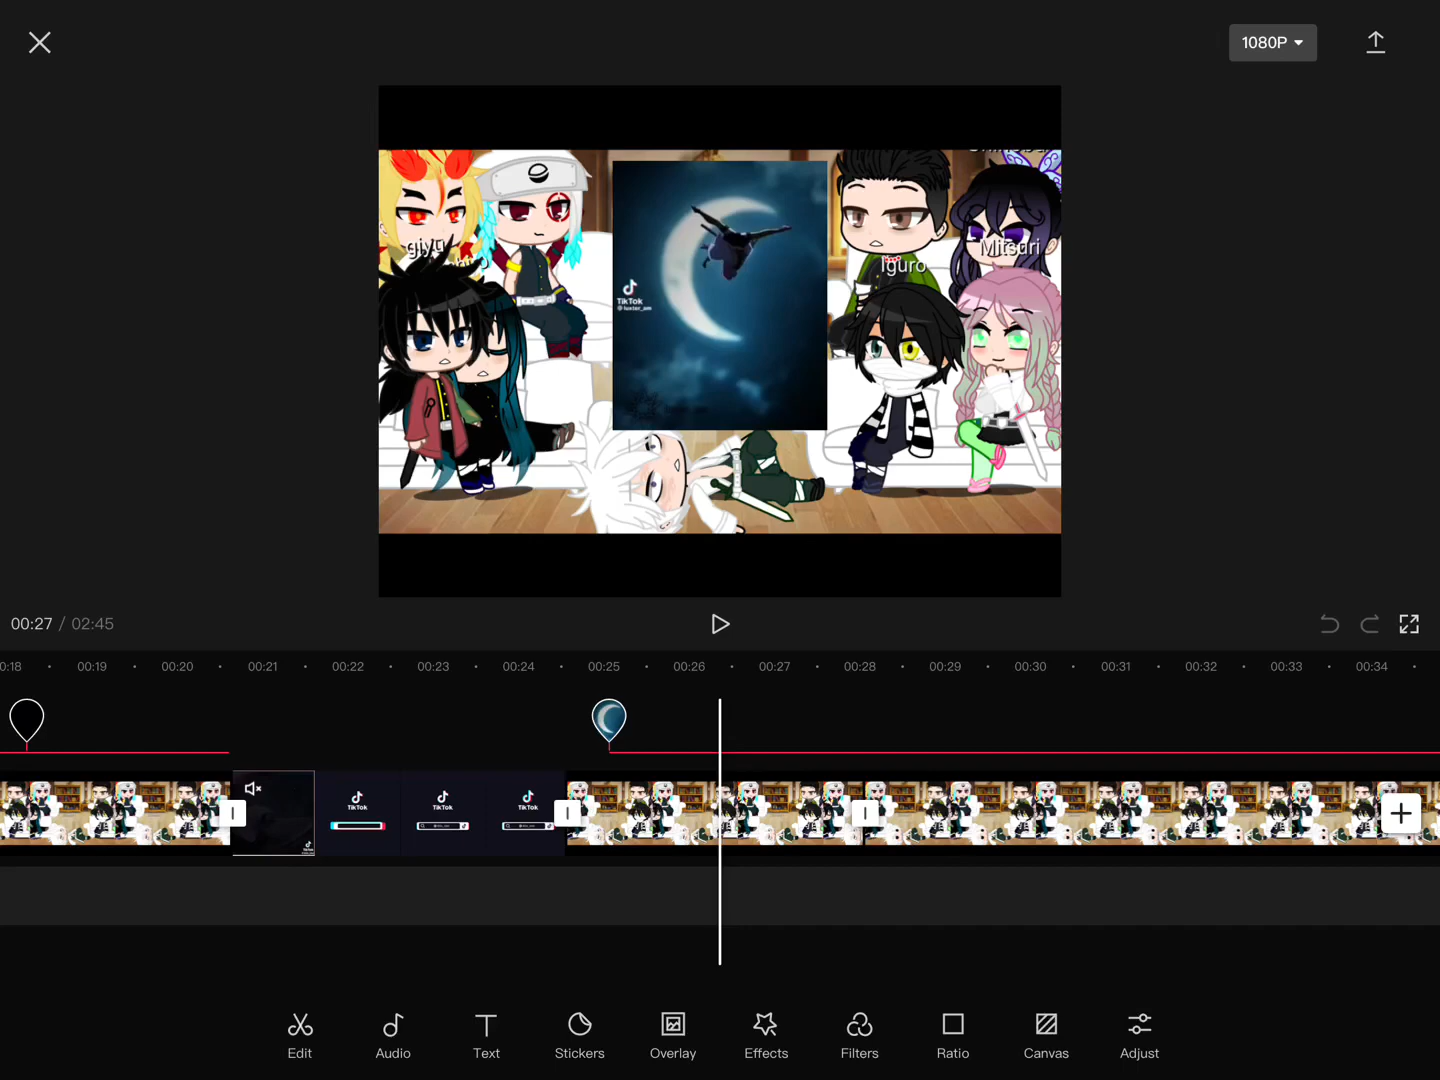 1080P
giyu
Iguro
Mitsuri
TikTok
00:27 / 02:45
00:19 00:20 00:21 00:22 00:23 00:24 00:25 00:26 00:27 00:28 00:29 00:30 00:31 00:32 00:33 00:34
TikTok TikTok TikTok
Edit Audio Text Stickers Overlay Effects Filters Ratio Canvas Adjust